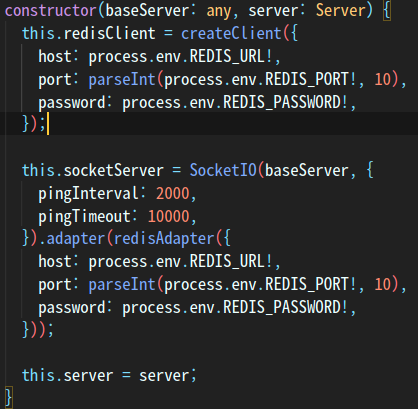 constructor(baseServer: any, server: Server) {
  this.redisClient = createClient({
    host: process.env.REDIS_URL!,
    port: parseInt(process.env.REDIS_PORT!, 10),
    password: process.env.REDIS_PASSWORD!,
  });

  this.socketServer = SocketIO(baseServer, {
    pingInterval: 2000,
    pingTimeout: 10000,
  }).adapter(redisAdapter({
    host: process.env.REDIS_URL!,
    port: parseInt(process.env.REDIS_PORT!, 10),
    password: process.env.REDIS_PASSWORD!,
  }));

  this.server = server;
}